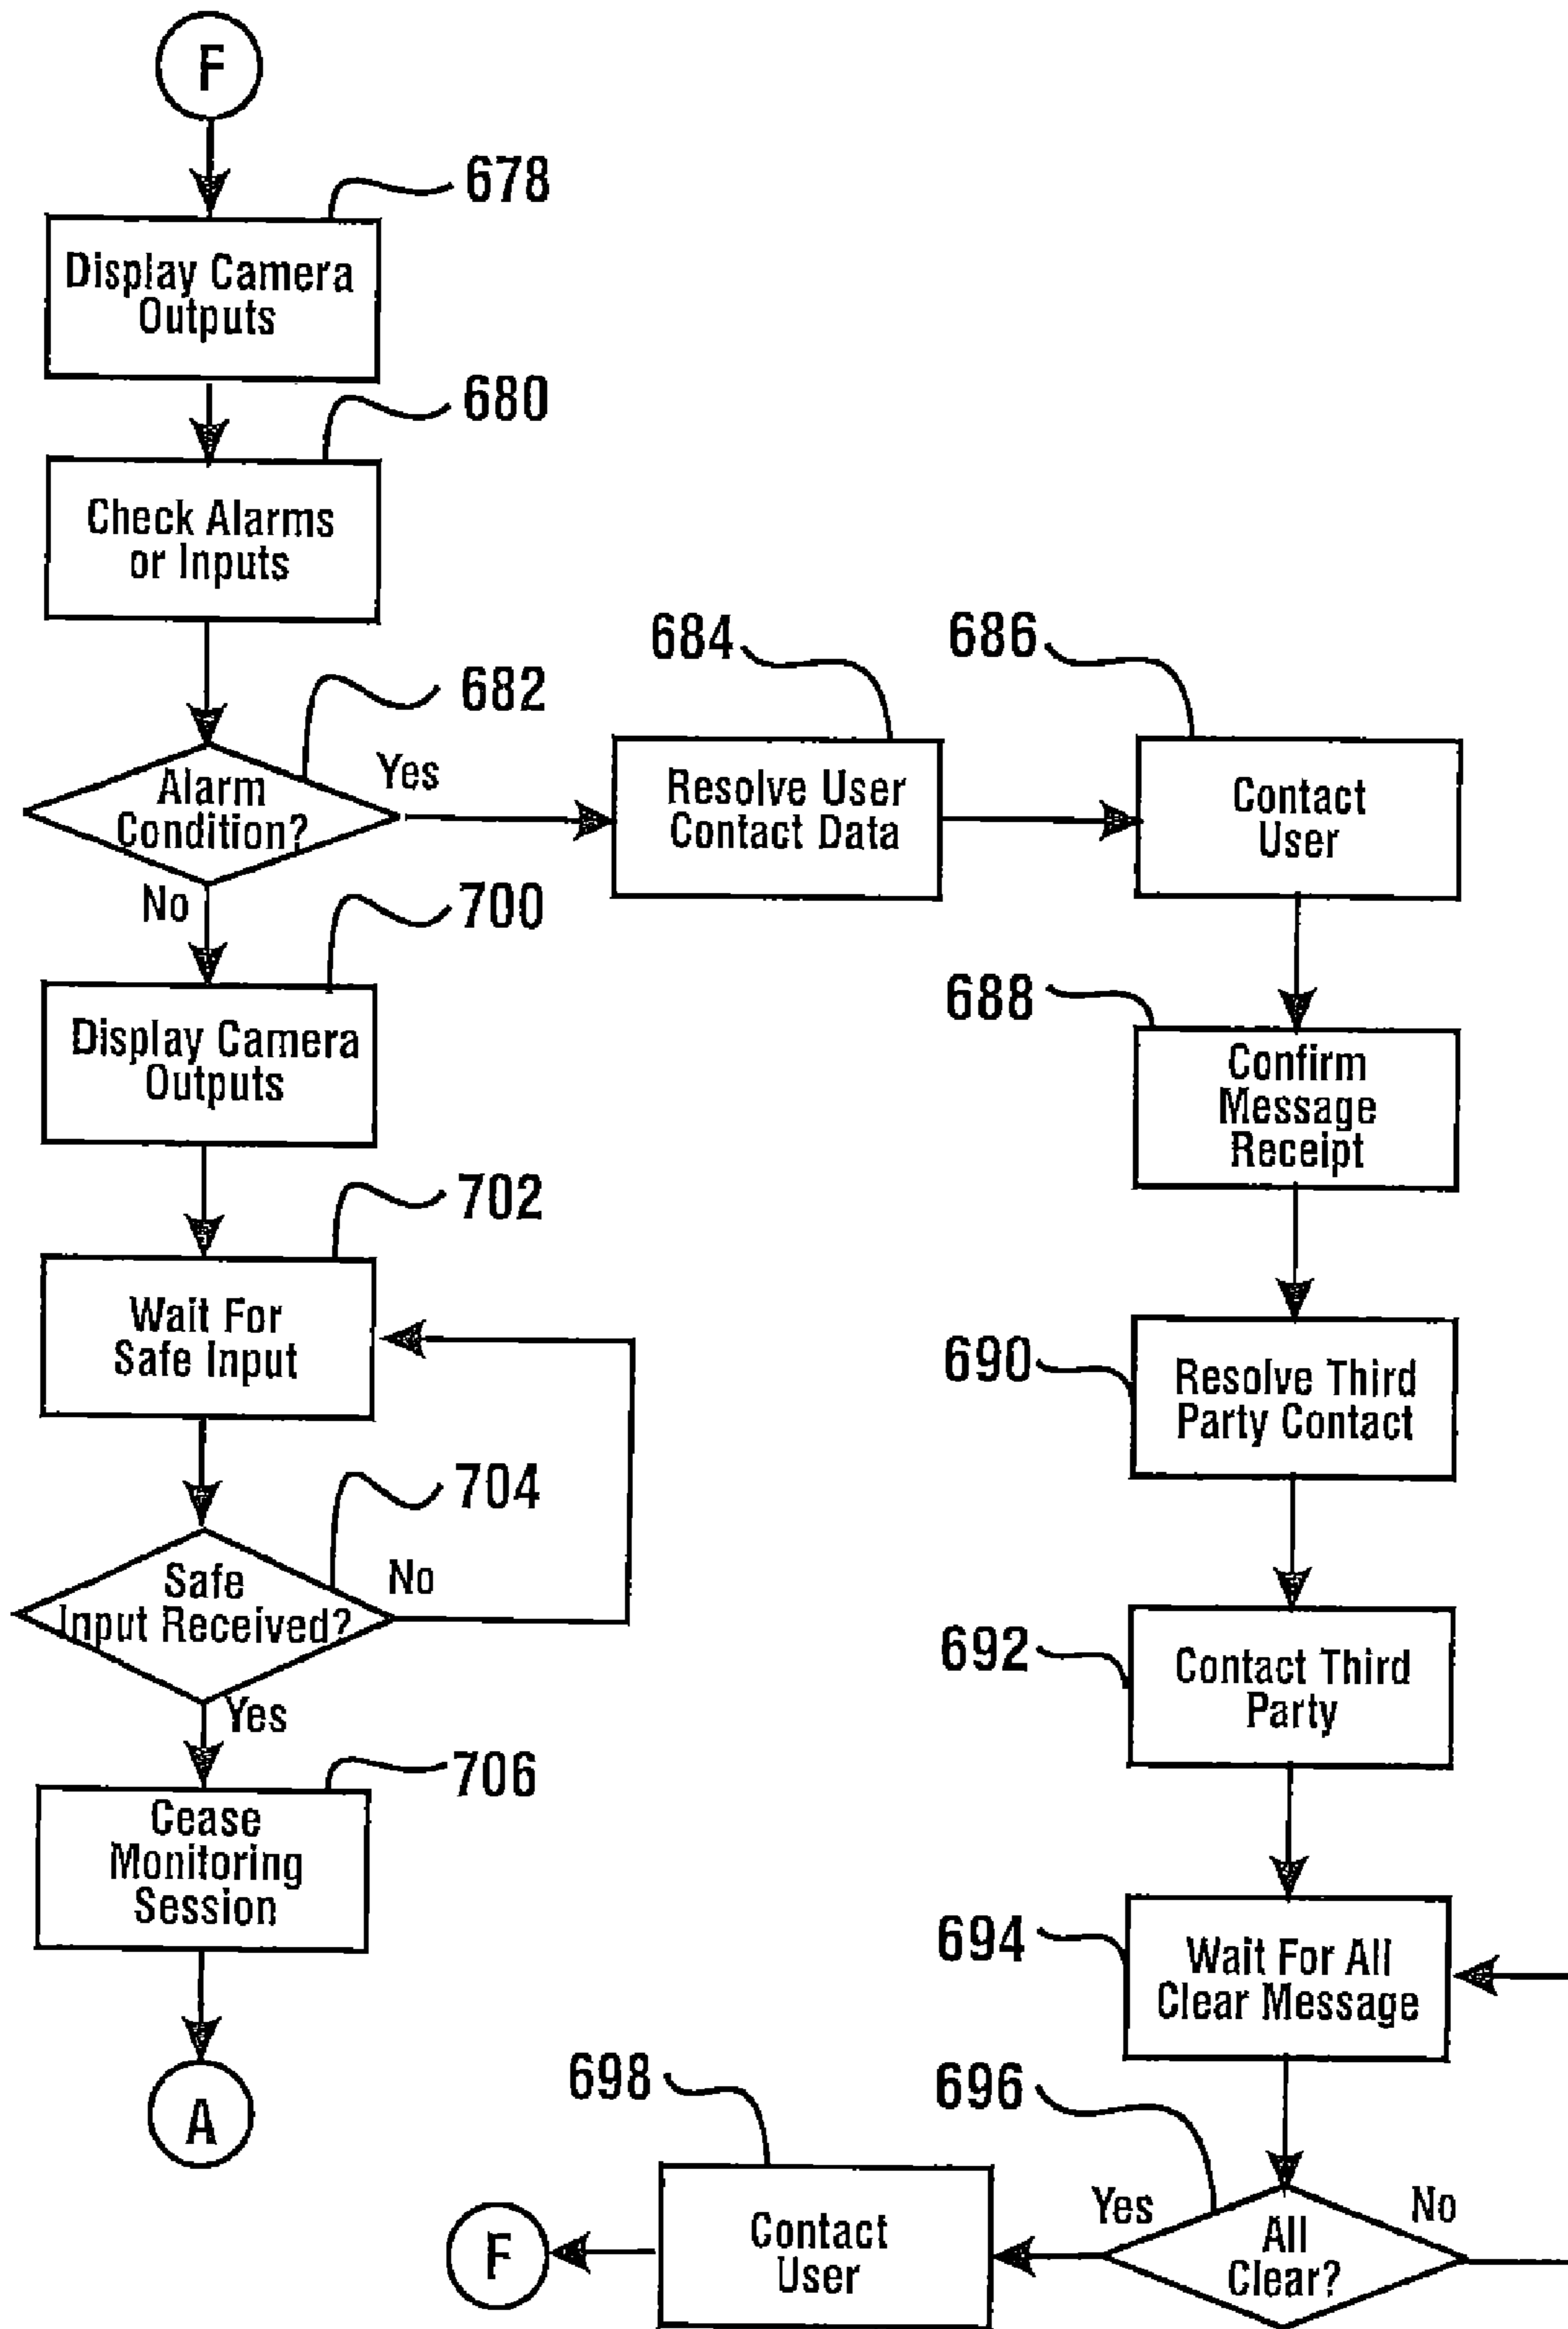 F
678
Display Camera
Outputs
680
Check Alarms
or Inputs
682
Alarm
Condition?
Yes
No
684
Resolve User
Contact Data
686
Contact
User
688
Confirm
Message
Receipt
690
Resolve Third
Party Contact
692
Contact Third
Party
694
Wait For All
Clear Message
696
All
Clear?
Yes
No
698
Contact
User
F
700
Display Camera
Outputs
702
Wait For
Safe Input
704
Safe
Input Received?
No
Yes
706
Cease
Monitoring
Session
A